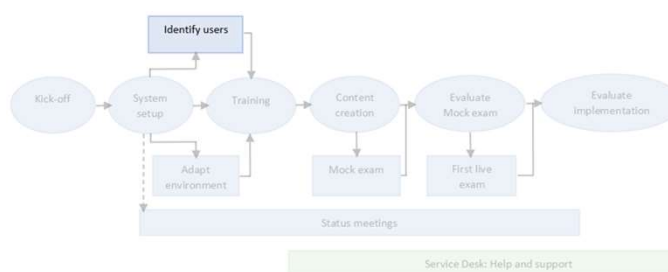 Identify users
Kick-off
System
setup
Training
Content
creation
Evaluate
Mock exam
Evaluate
implementation
Adapt
environment
Mock exam
First live
exam
Status meetings
Service Desk: Help and support